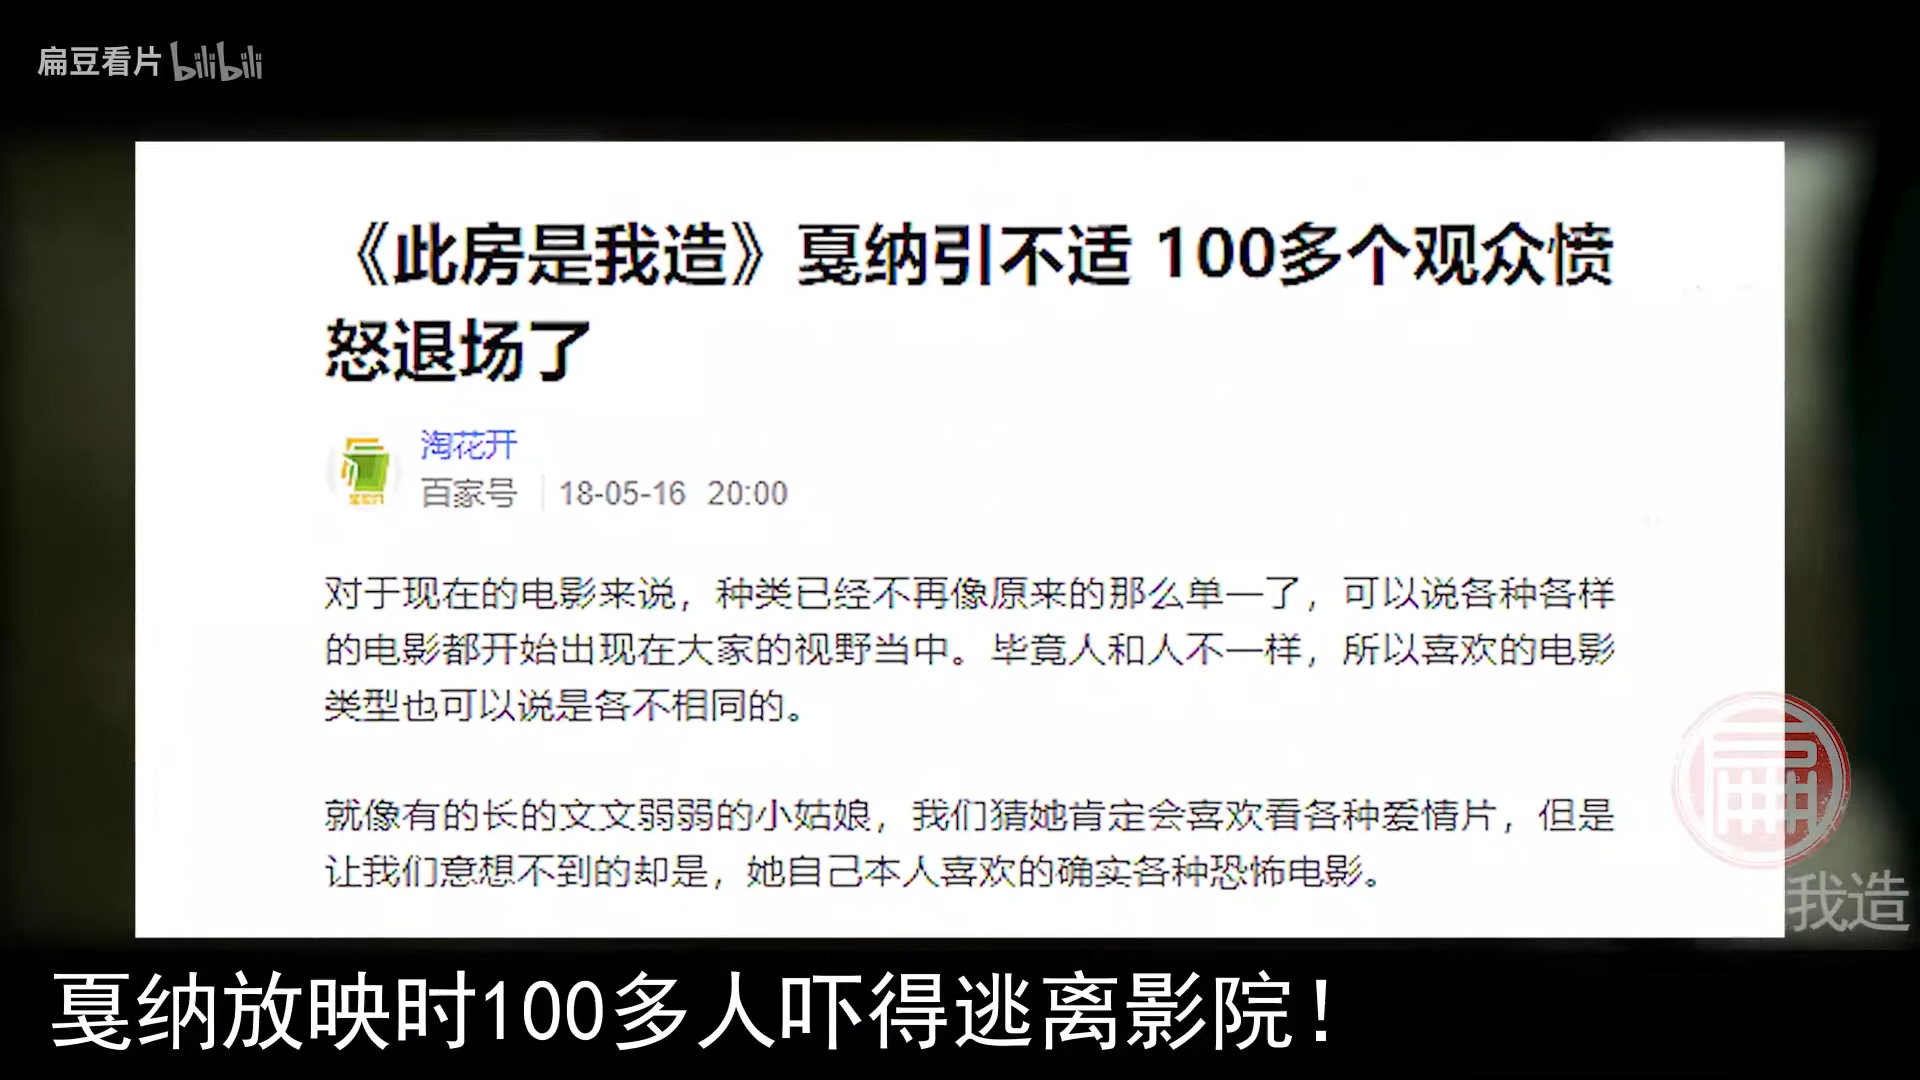 扁豆看片 bilibili
《此房是我造》戛纳引不适 100多个观众愤
怒退场了
淘花开
百家号 18-05-16 20:00
对于现在的电影来说，种类已经不再像原来的那么单一了，可以说各种各样
的电影都开始出现在大家的视野当中。毕竟人和人不一样，所以喜欢的电影
类型也可以说是各不相同的。
就像有的长的文文弱弱的小姑娘，我们猜她肯定会喜欢看各种爱情片，但是
让我们意想不到的却是，她自己本人喜欢的确实各种恐怖电影。
扁
我造
戛纳放映时100多人吓得逃离影院！